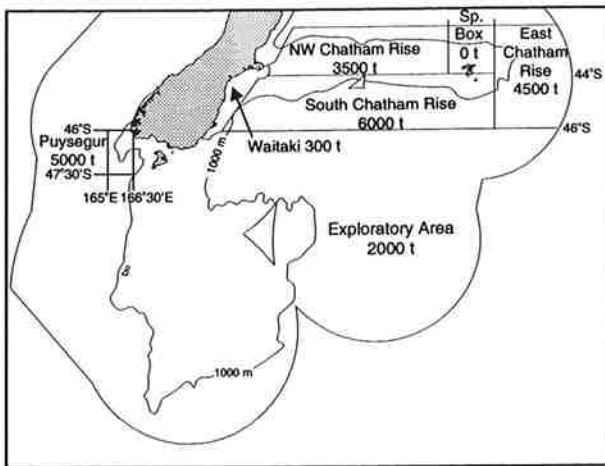 Sp.
Box
0 t
East
Chatham
Rise
4500 t
NW Chatham Rise
3500 t
44°S
South Chatham Rise
6000 t
46°S
46°S
Waitaki 300 t
Puysegur
5000 t
47°30'S
165°E 166°30'E
1000 m
Exploratory Area
2000 t
1000 m